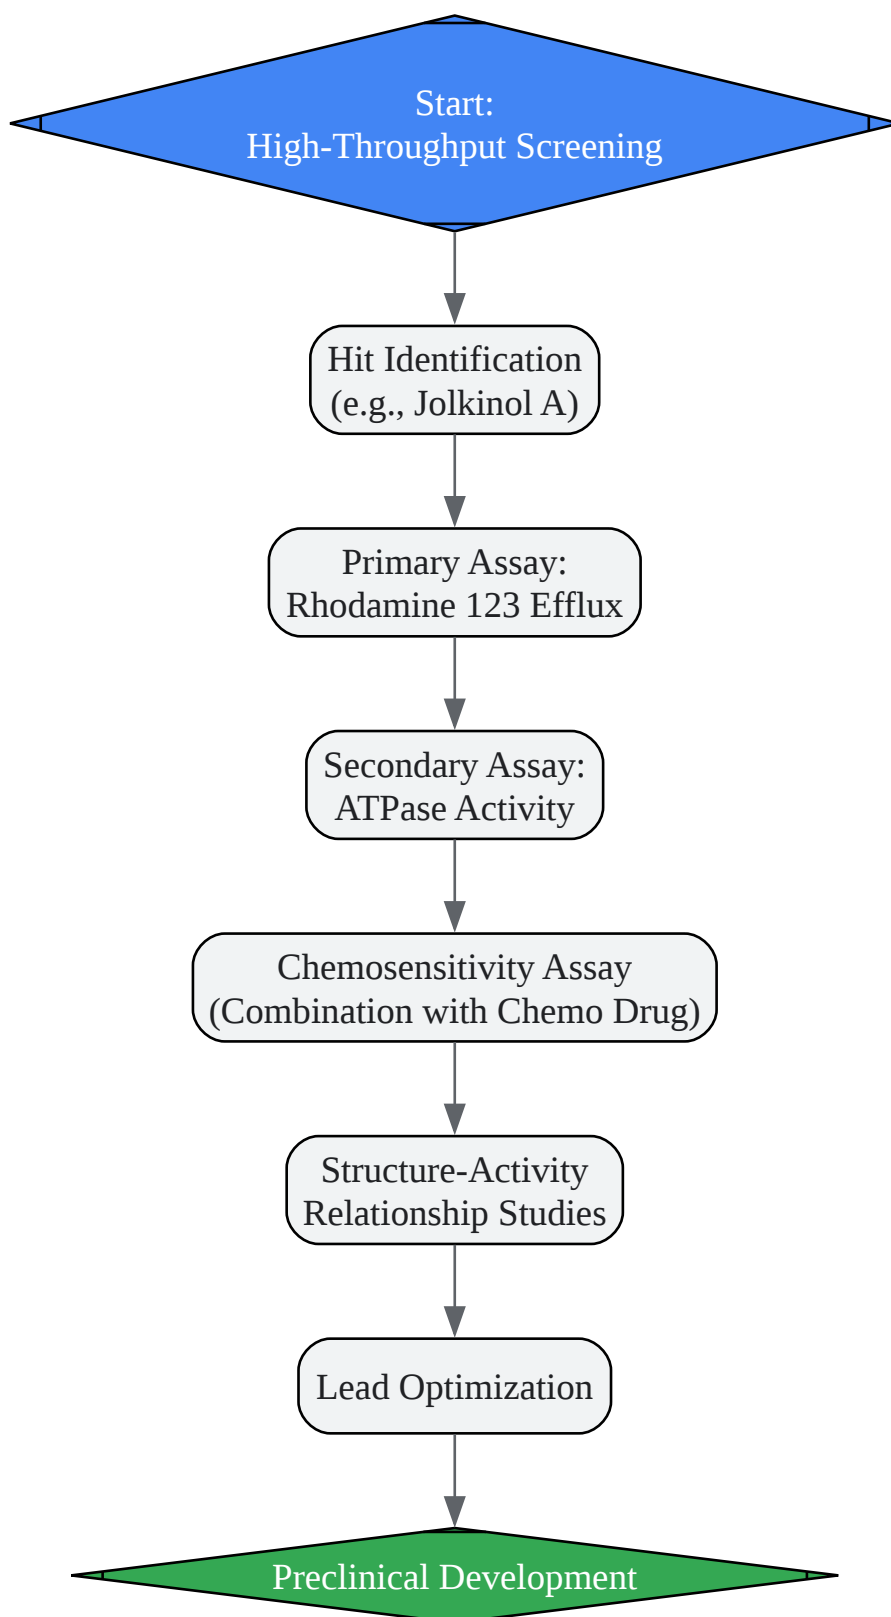 Start:
High-Throughput Screening
Hit Identification
(e.g., Jolkinol A)
Primary Assay:
Rhodamine 123 Efflux
Secondary Assay:
ATPase Activity
Chemosensitivity Assay
(Combination with Chemo Drug)
Structure-Activity
Relationship Studies
Lead Optimization
Preclinical Development